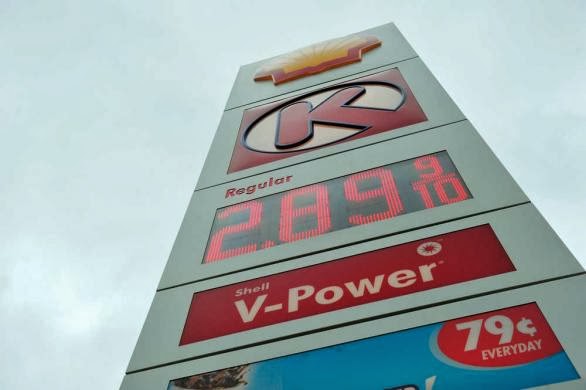 K
Regular
2.89 9/10
Shell
V-Power
79¢
EVERYDAY